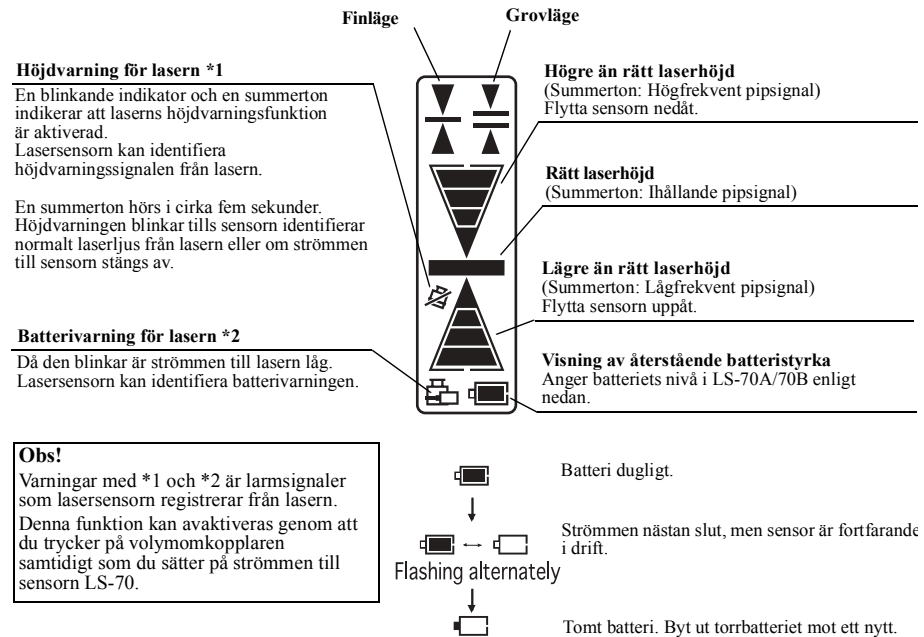 Finläge
Grovläge
Höjdvarning för lasern *1
En blinkande indikator och en summerton
indikerar att laserns höjdvarningsfunktion
är aktiverad.
Lasersensorn kan identifiera
höjdvarningssignalen från lasern.
En summerton hörs i cirka fem sekunder.
Höjdvarningen blinkar tills sensorn identifierar
normalt laserljus från lasern eller om strömmen
till sensorn stängs av.
Batterivarning för lasern *2
Då den blinkar är strömmen till lasern låg.
Lasersensorn kan identifiera batterivarningen.
Högre än rätt laserhöjd
(Summerton: Högfrekvent pipsignal)
Flytta sensorn nedåt.
Rätt laserhöjd
(Summerton: Ihållande pipsignal)
Lägre än rätt laserhöjd
(Summerton: Lågfrekvent pipsignal)
Flytta sensorn uppåt.
Visning av återstående batteristyrka
Anger batteriets nivå i LS-70A/70B enligt
nedan.
Obs!
Varningar med *1 och *2 är larmsignaler
som lasersensorn registrerar från lasern.
Denna funktion kan avaktiveras genom att
du trycker på volymomkopplaren
samtidigt som du sätter på strömmen till
sensorn LS-70.
Batteri dugligt.
Strömmen nästan slut, men sensor är fortfarande
i drift.
Flashing alternately
Tomt batteri. Byt ut torrbatteriet mot ett nytt.